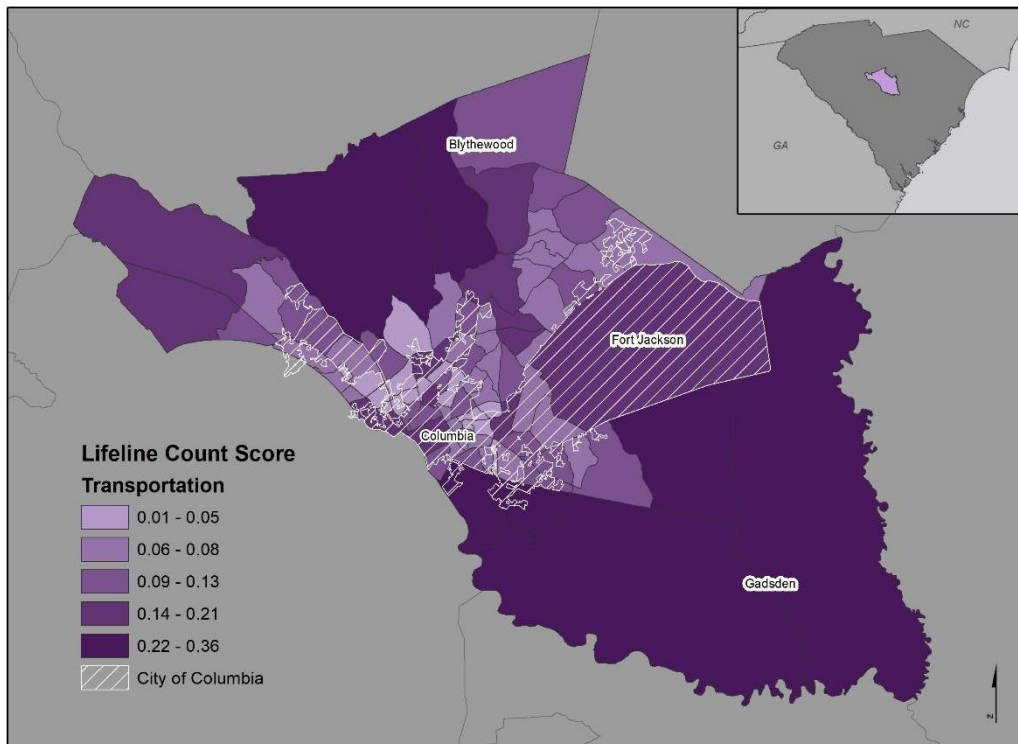 NC
GA
Blythewood
Fort Jackson
Columbia
Gadsden
Lifeline Count Score
Transportation
0.01 - 0.05
0.06 - 0.08
0.09 - 0.13
0.14 - 0.21
0.22 - 0.36
City of Columbia
N